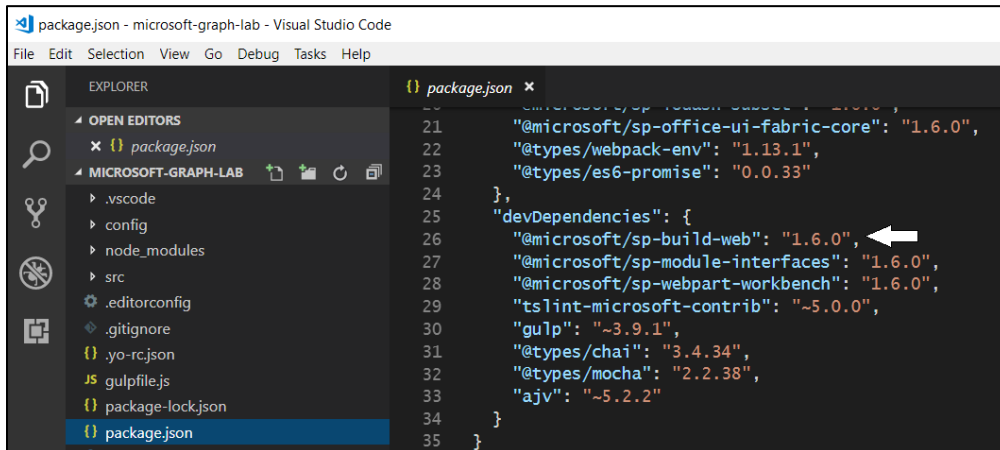 package.json - microsoft-graph-lab - Visual Studio Code
File Edit Selection View Go Debug Tasks Help
EXPLORER
OPEN EDITORS
{} package.json
MICROSOFT-GRAPH-LAB
.vscode
config
node_modules
src
.editorconfig
.gitignore
{} .yo-rc.json
JS gulpfile.js
{} package-lock.json
{} package.json
{} package.json
21 "@microsoft/sp-office-ui-fabric-core": "1.6.0",
22 "@types/webpack-env": "1.13.1",
23 "@types/es6-promise": "0.0.33"
24 },
25 "devDependencies": {
26 "@microsoft/sp-build-web": "1.6.0",
27 "@microsoft/sp-module-interfaces": "1.6.0",
28 "@microsoft/sp-webpart-workbench": "1.6.0",
29 "tslint-microsoft-contrib": "~5.0.0",
30 "gulp": "~3.9.1",
31 "@types/chai": "3.4.34",
32 "@types/mocha": "2.2.38",
33 "ajv": "~5.2.2"
34 }
35 }